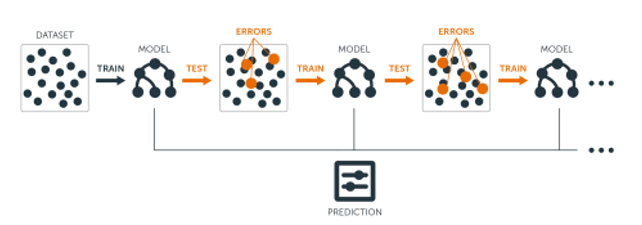 DATASET
TRAIN
MODEL
TEST
ERRORS
TRAIN
MODEL
TEST
ERRORS
TRAIN
MODEL
PREDICTION